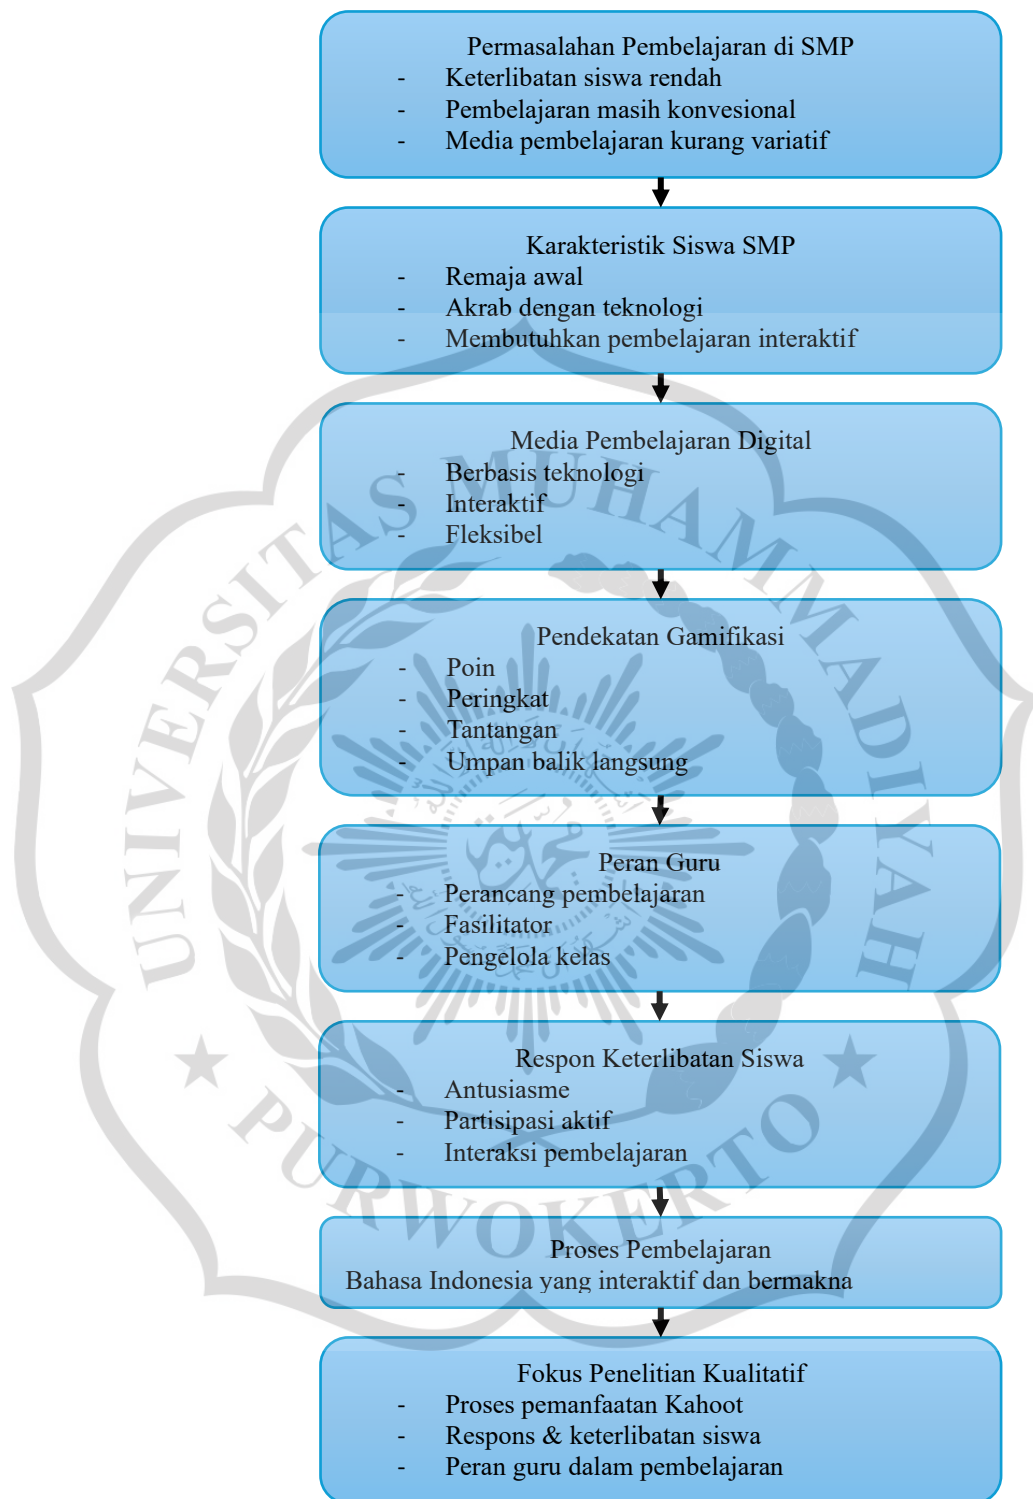 Permasalahan Pembelajaran di SMP
- Keterlibatan siswa rendah
- Pembelajaran masih konvesional
- Media pembelajaran kurang variatif
Karakteristik Siswa SMP
- Remaja awal
- Akrab dengan teknologi
- Membutuhkan pembelajaran interaktif
Media Pembelajaran Digital
- Berbasis teknologi
- Interaktif
- Fleksibel
Pendekatan Gamifikasi
- Poin
- Peringkat
- Tantangan
- Umpan balik langsung
Peran Guru
- Perancang pembelajaran
- Fasilitator
- Pengelola kelas
Respon Keterlibatan Siswa
- Antusiasme
- Partisipasi aktif
- Interaksi pembelajaran
Proses Pembelajaran
Bahasa Indonesia yang interaktif dan bermakna
Fokus Penelitian Kualitatif
- Proses pemanfaatan Kahoot
- Respons & keterlibatan siswa
- Peran guru dalam pembelajaran
UNIVERSITAS MUHAMMADIYAH
PURWOKERTO